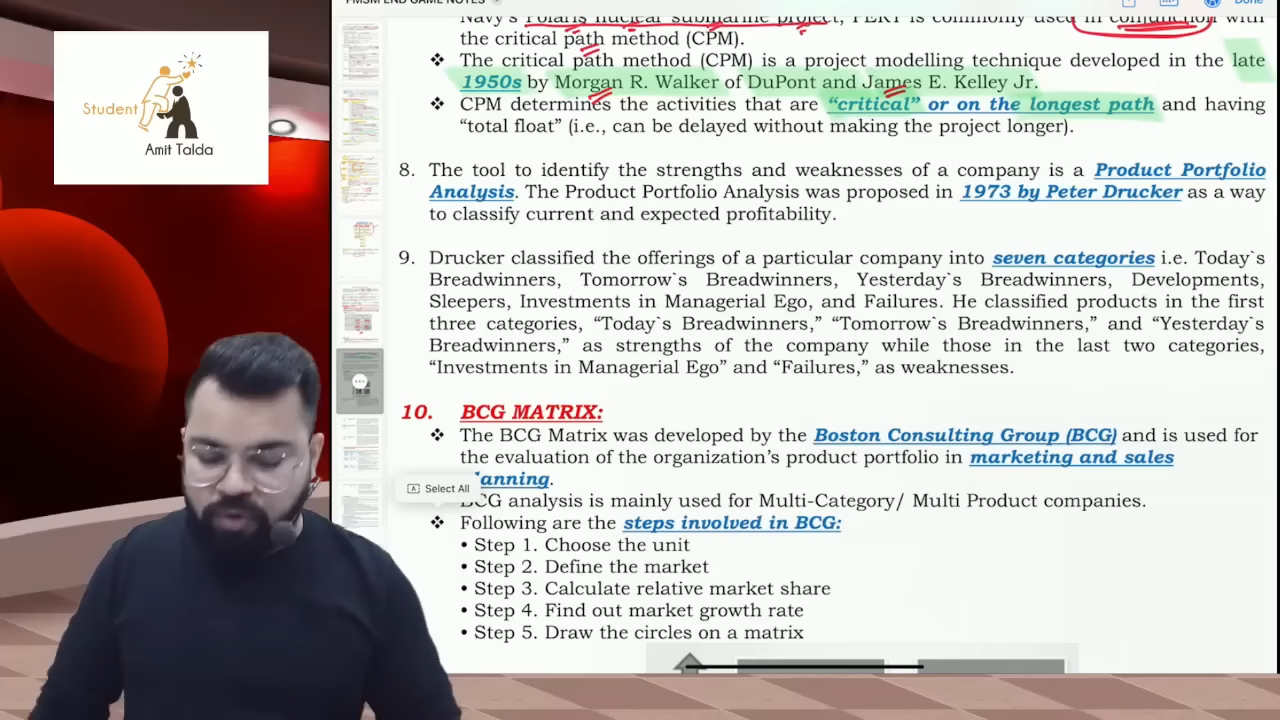 FMSM END GAME NOTES
Done
Student
Amit Talda
Navy's Polaris nuclear submarine
the critical path method (CPM).
❖ The critical path method (CPM) is a project modelling technique developed in the late
1950s by Morgan Walker of DuPont and James E. Kelley Jr.
❖ CPM determines the activities that are "critical" or on the longest path and having
"total float" (i.e., can be delayed without making the project longer)
8. to identify the strengths and weaknesses of a company is Product Portfolio
Analysis. The Product Portfolio Analysis was proposed in 1973 by Peter Drucker as a way
to classify current and expected profitability.
9. Drucker classified the offerings of a particular company into seven categories i.e. Today`s
Breadwinners, Tomorrow`s Breadwinners, Yesterday`s Breadwinners, Developments,
Sleepers, Investments in Managerial Ego and Failures. He classified products in the first
three categories, "Today`s Breadwinners," "Tomorrow`s Breadwinners," and "Yesterday`s
Breadwinners," as strengths of the company while those in the last two categories,
"Investments in Managerial Ego" and "Failures," as weaknesses.
10. BCG MATRIX:
❖ The BCG Matrix was developed by the Boston Consulting Group (BCG) and is used for
the evaluation of the organization's product portfolio in marketing and sales
planning.
Select All
BCG analysis is mainly used for Multi-Category/ Multi Product companies.
❖ Following are the steps involved in BCG:
• Step 1. Choose the unit
• Step 2. Define the market
• Step 3. Calculate relative market share
• Step 4. Find out market growth rate
• Step 5. Draw the circles on a matrix